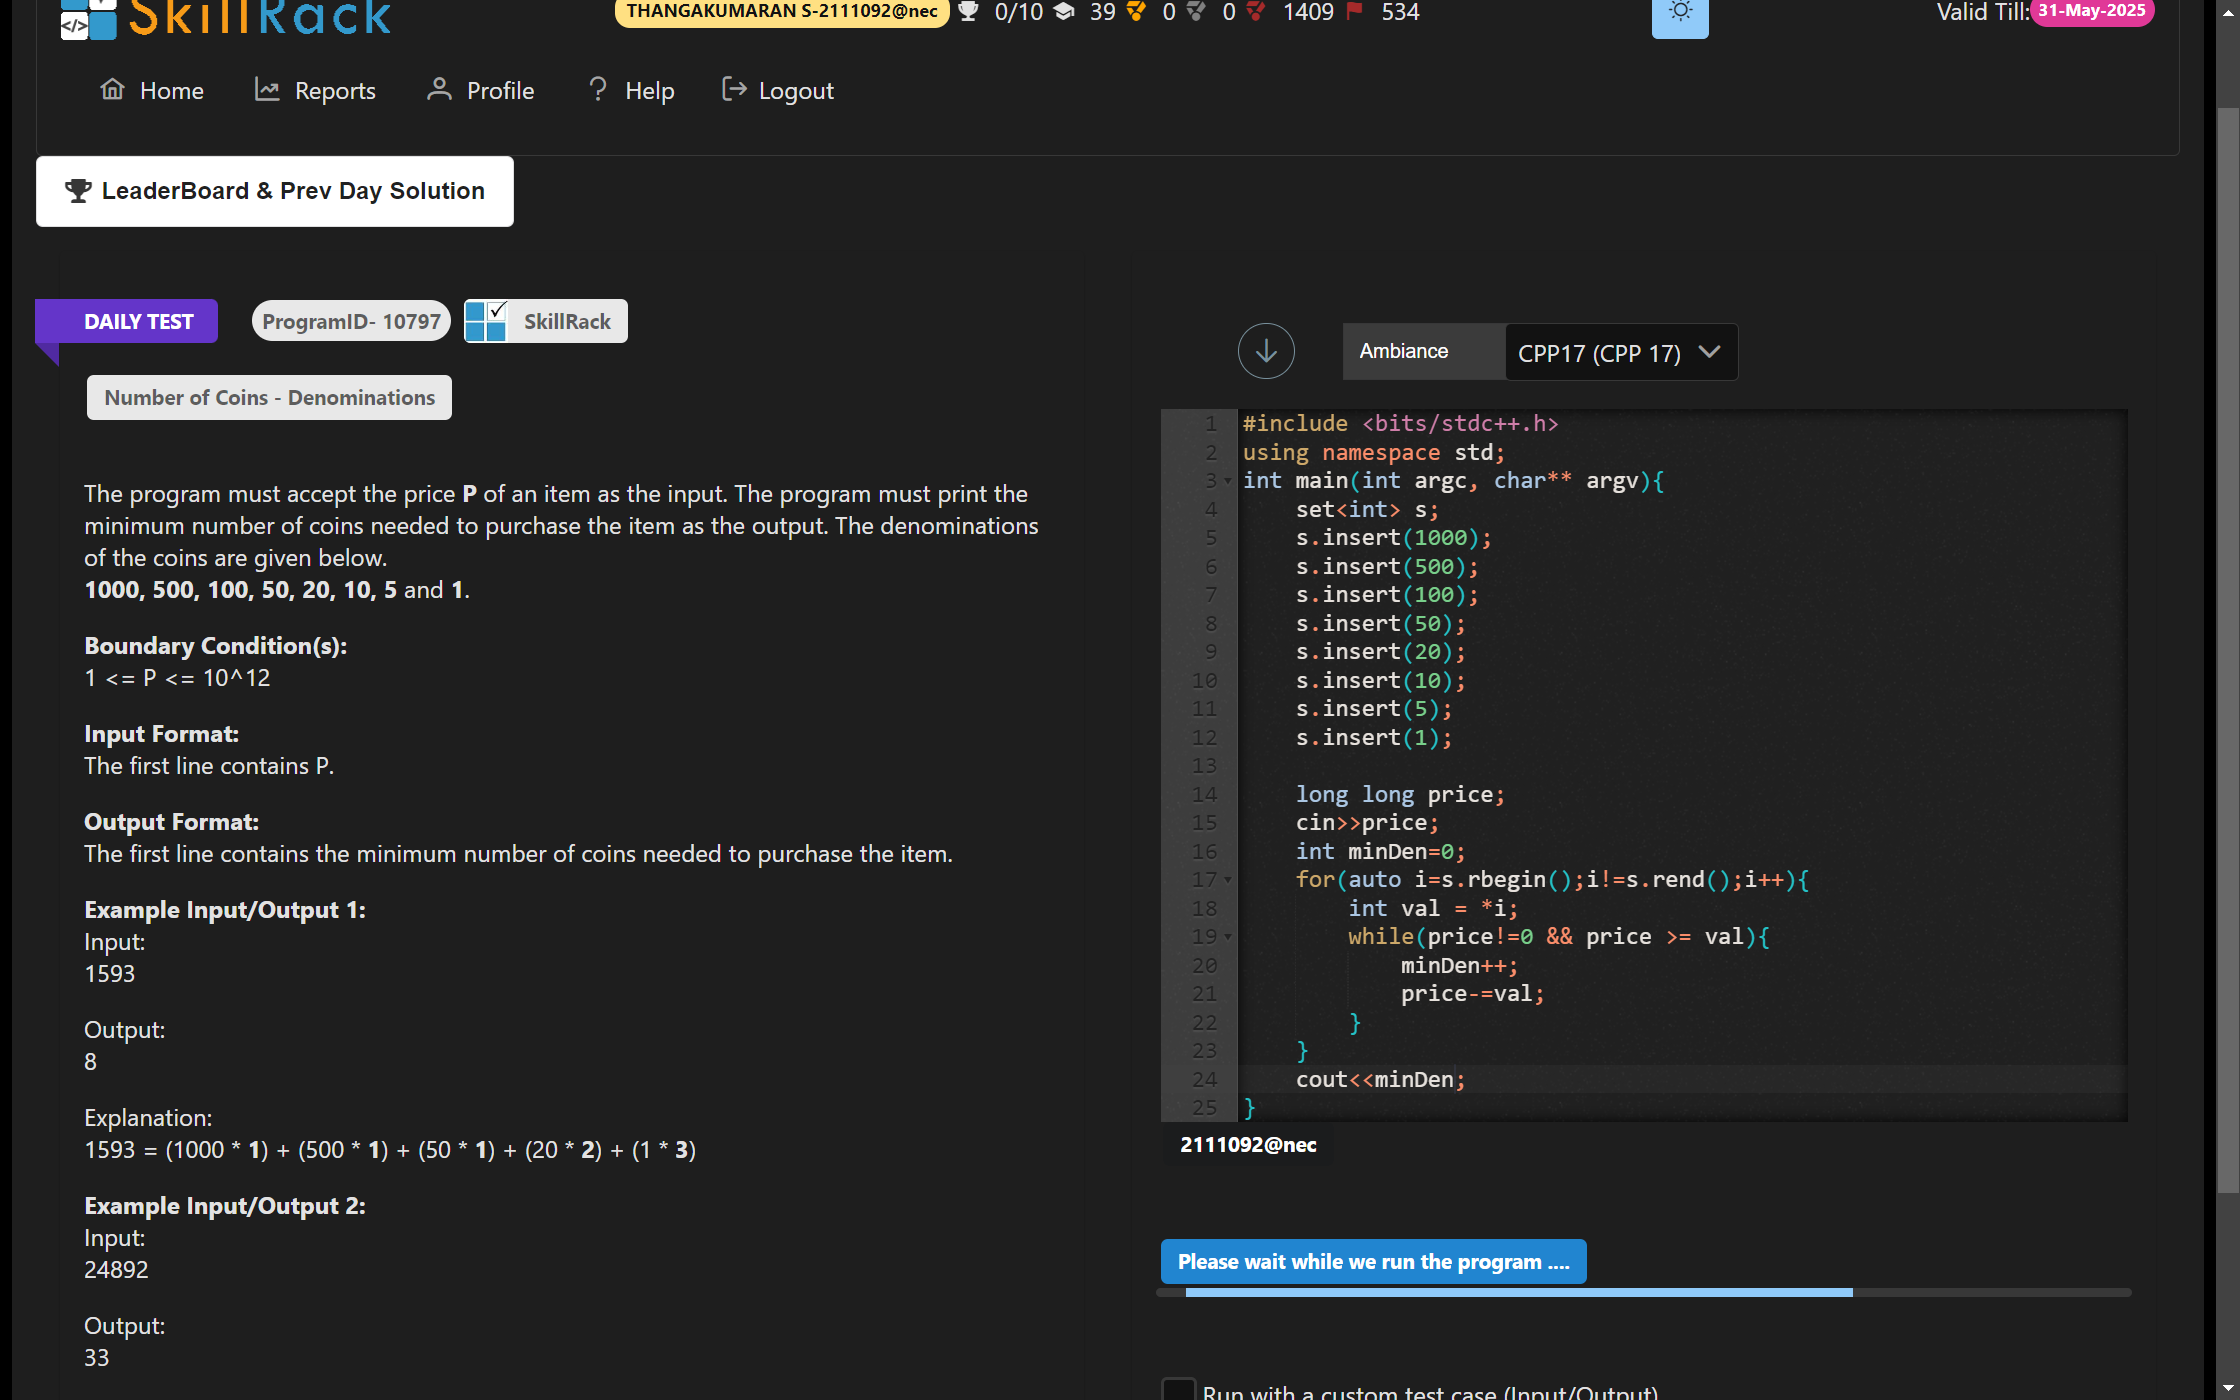 SkillRack
THANGAKUMARAN S-2111092@nec 0/10 39 0 0 1409 534
Valid Till: 31-May-2025
Home Reports Profile Help Logout
LeaderBoard & Prev Day Solution
DAILY TEST ProgramID- 10797 SkillRack
Number of Coins - Denominations
The program must accept the price P of an item as the input. The program must print the
minimum number of coins needed to purchase the item as the output. The denominations
of the coins are given below.
1000, 500, 100, 50, 20, 10, 5 and 1.
Boundary Condition(s):
1 <= P <= 10^12
Input Format:
The first line contains P.
Output Format:
The first line contains the minimum number of coins needed to purchase the item.
Example Input/Output 1:
Input:
1593
Output:
8
Explanation:
1593 = (1000 * 1) + (500 * 1) + (50 * 1) + (20 * 2) + (1 * 3)
Example Input/Output 2:
Input:
24892
Output:
33
Ambiance CPP17 (CPP 17)
1 #include <bits/stdc++.h>
2 using namespace std;
3 int main(int argc, char** argv){
4 set<int> s;
5 s.insert(1000);
6 s.insert(500);
7 s.insert(100);
8 s.insert(50);
9 s.insert(20);
10 s.insert(10);
11 s.insert(5);
12 s.insert(1);
13
14 long long price;
15 cin>>price;
16 int minDen=0;
17 for(auto i=s.rbegin();i!=s.rend();i++){
18 int val = *i;
19 while(price!=0 && price >= val){
20 minDen++;
21 price-=val;
22 }
23 }
24 cout<<minDen;
25 }
2111092@nec
Please wait while we run the program ....
Run with a custom test case (Input/Output)